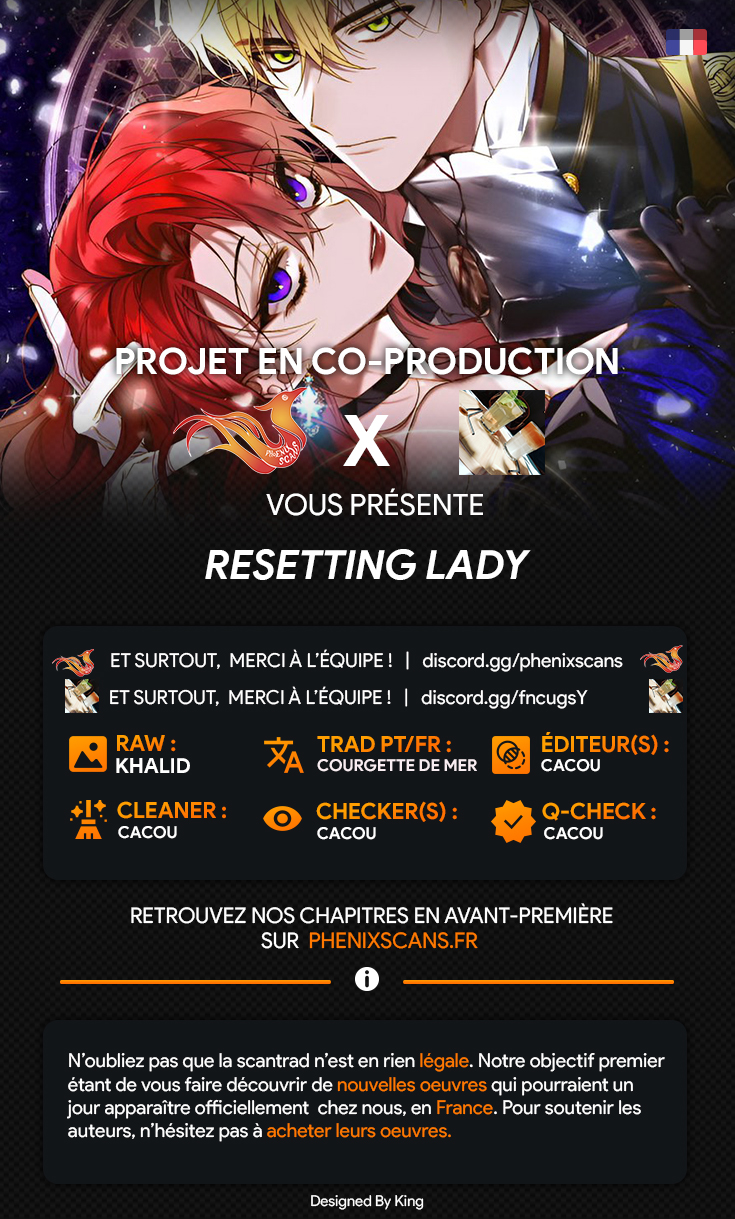 PROJET EN CO-PRODUCTION
PHENIX SCANS
X
VOUS PRÉSENTE
RESETTING LADY
ET SURTOUT, MERCI À L'ÉQUIPE ! | discord.gg/phenixscans
ET SURTOUT, MERCI À L'ÉQUIPE ! | discord.gg/fncugsY
RAW :
KHALID
TRAD PT/FR :
COURGETTE DE MER
ÉDITEUR(S) :
CACOU
CLEANER :
CACOU
CHECKER(S) :
CACOU
Q-CHECK :
CACOU
RETROUVEZ NOS CHAPITRES EN AVANT-PREMIÈRE
SUR PHENIXSCANS.FR
N'oubliez pas que la scantrad n'est en rien légale. Notre objectif premier
étant de vous faire découvrir de nouvelles oeuvres qui pourraient un
jour apparaître officiellement chez nous, en France. Pour soutenir les
auteurs, n'hésitez pas à acheter leurs oeuvres.
Designed By King